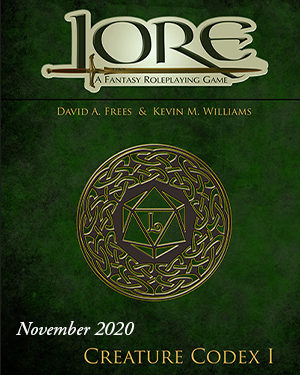 LORE
A FANTASY ROLEPLAYING GAME
DAVID A. FREES & KEVIN M. WILLIAMS
L
November 2020
CREATURE CODEX I